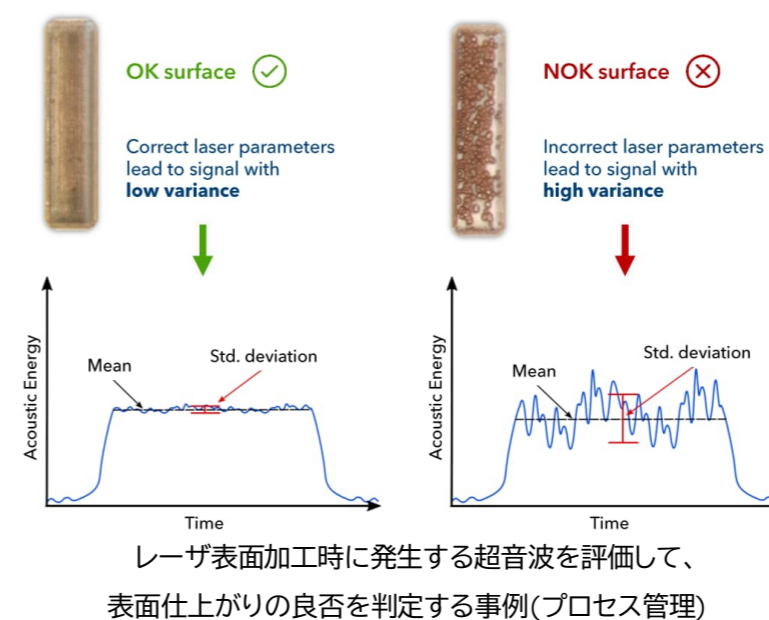 OK surface
Correct laser parameters
lead to signal with
low variance
NOK surface
Incorrect laser parameters
lead to signal with
high variance
Acoustic Energy
Mean
Std. deviation
Time
Acoustic Energy
Mean
Std. deviation
Time
レーザ表面加工時に発生する超音波を評価して、
表面仕上がりの良否を判定する事例(プロセス管理)